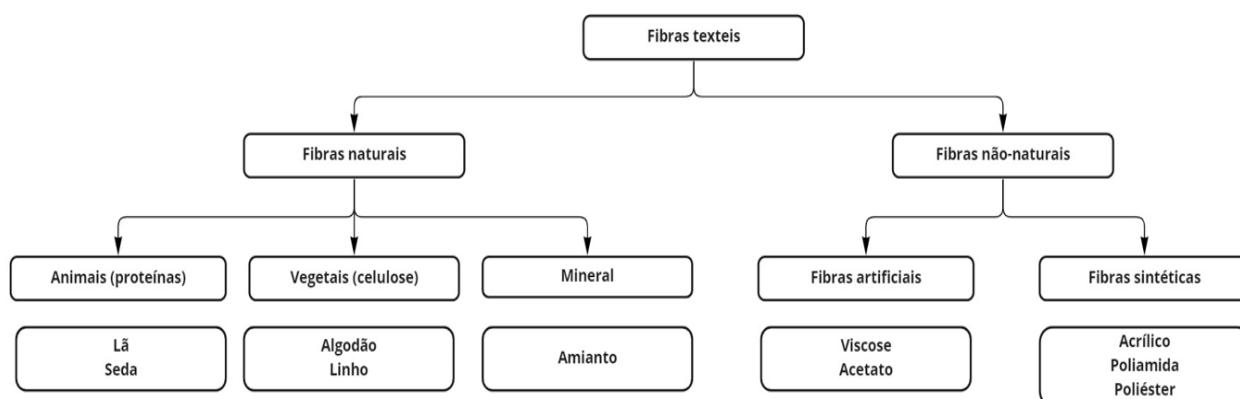 Fibras texteis
Fibras naturais
Fibras não-naturais
Animais (proteínas)
Vegetais (celulose)
Mineral
Fibras artificiais
Fibras sintéticas
Lã
Seda
Algodão
Linho
Amianto
Viscose
Acetato
Acrílico
Poliamida
Poliéster